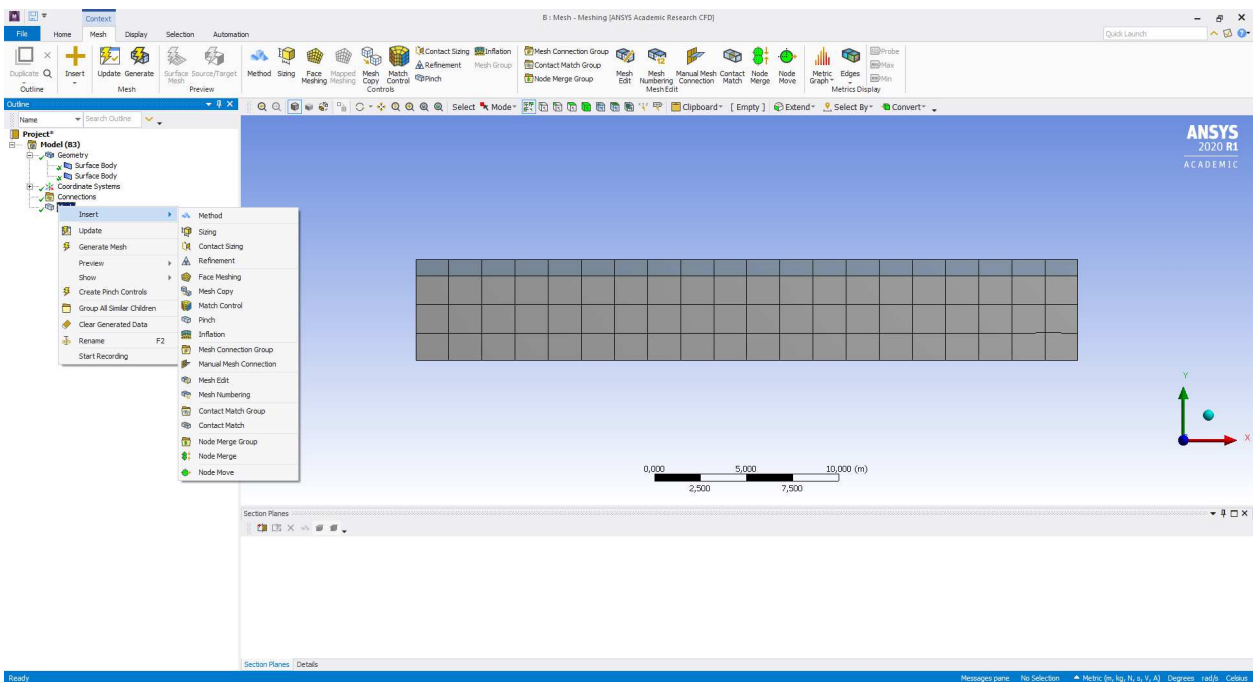 Context
B : Mesh - Meshing [ANSYS Academic Research CFD]
File Home Mesh Display Selection Automation
Quick Launch
Duplicate Q
Outline
Insert
Update Generate
Mesh
Surface Mesh Source/Target
Preview
Method Sizing Face Meshing Mapped Meshing Mesh Copy Match Control
Contact Sizing Inflation
Refinement Mesh Group
Pinch
Controls
Mesh Connection Group
Contact Match Group
Node Merge Group
Mesh Edit Mesh Numbering Manual Mesh Connection Contact Match Node Merge Node Move
Mesh Edit
Metric Graph Edges
Probe
Max
Min
Metrics Display
Outline
Select Mode Clipboard [ Empty ] Extend Select By Convert
Name Search Outline
Project*
Model (B3)
Geometry
Surface Body
Surface Body
Coordinate Systems
Connections
Insert
Update
Generate Mesh
Preview
Show
Create Pinch Controls
Group All Similar Children
Clear Generated Data
Rename F2
Start Recording
Method
Sizing
Contact Sizing
Refinement
Face Meshing
Mesh Copy
Match Control
Pinch
Inflation
Mesh Connection Group
Manual Mesh Connection
Mesh Edit
Mesh Numbering
Contact Match Group
Contact Match
Node Merge Group
Node Merge
Node Move
ANSYS
2020 R1
ACADEMIC
Y
X
0,000 5,000 10,000 (m)
2,500 7,500
Section Planes
Section Planes Details
Ready
Messages pane No Selection Metric (m, kg, N, s, V, A) Degrees rad/s Celsius